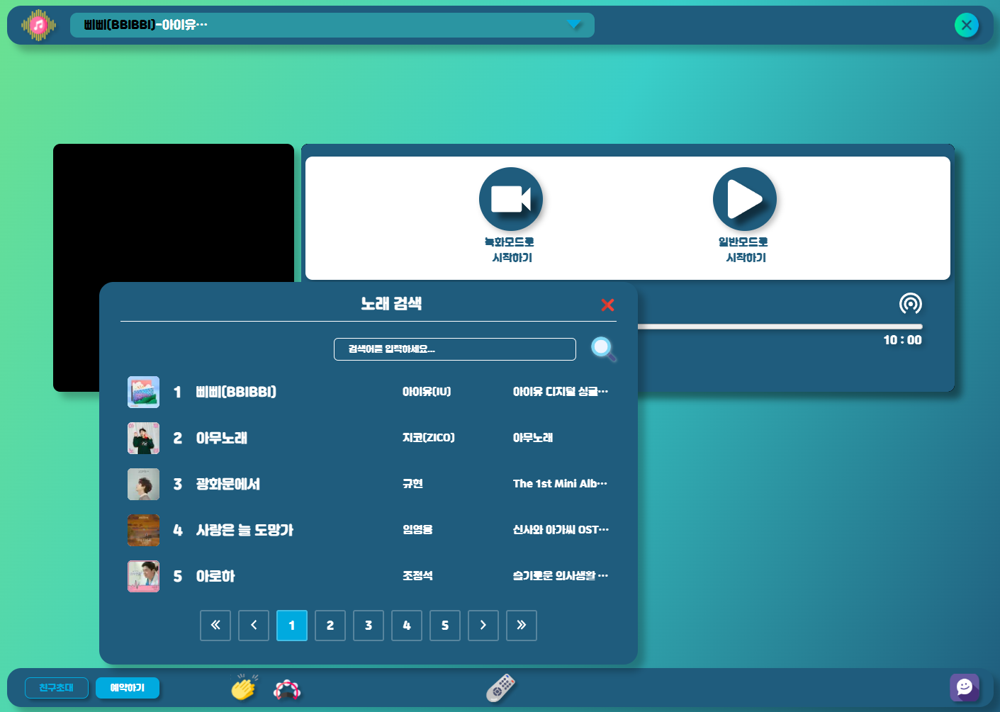 삐삐(BBIBBI)-아이유···
녹화모드로
시작하기
일반모드로
시작하기
10 : 00
노래 검색
검색어를 입력하세요...
1 삐삐(BBIBBI) 아이유(IU) 아이유 디지털 싱글···
2 아무노래 지코(ZICO) 아무노래
3 광화문에서 규현 The 1st Mini Alb···
4 사랑은 늘 도망가 임영웅 신사와 아가씨 OST···
5 아로하 조정석 슬기로운 의사생활 ···
« ‹ 1 2 3 4 5 › »
친구초대 예약하기